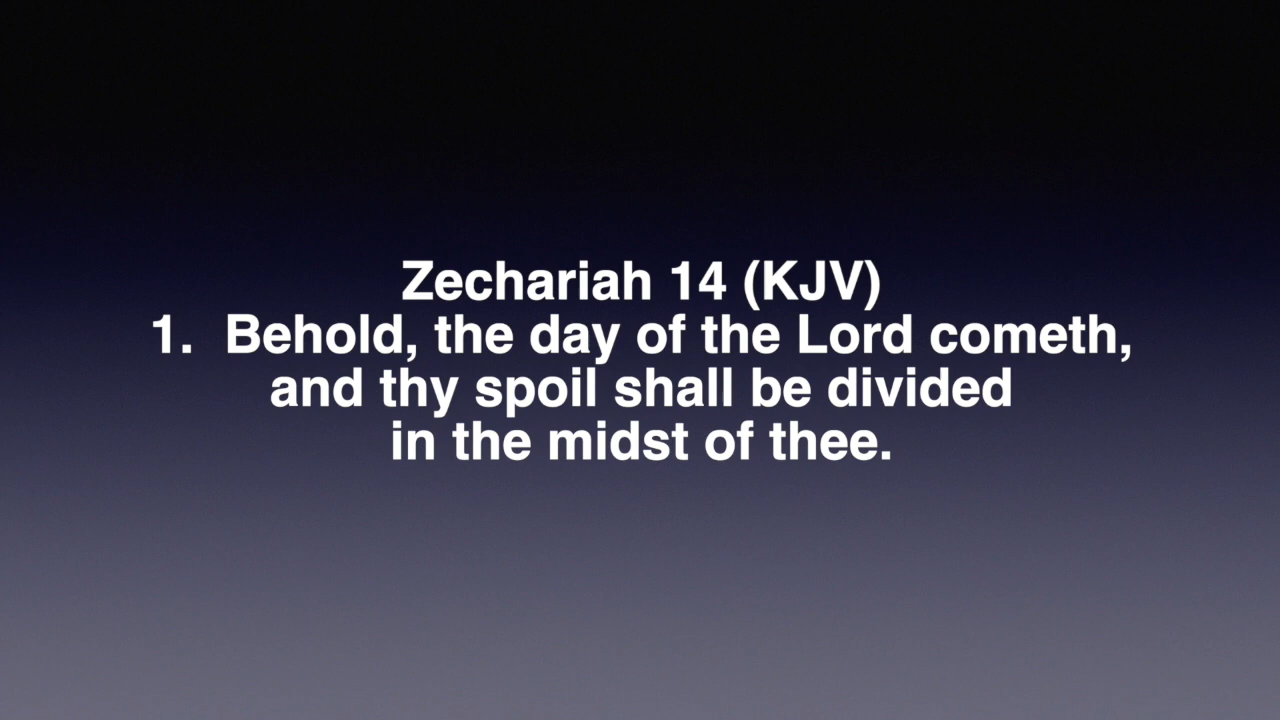 Zechariah 14 (KJV)
1.  Behold, the day of the Lord cometh,
and thy spoil shall be divided
in the midst of thee.